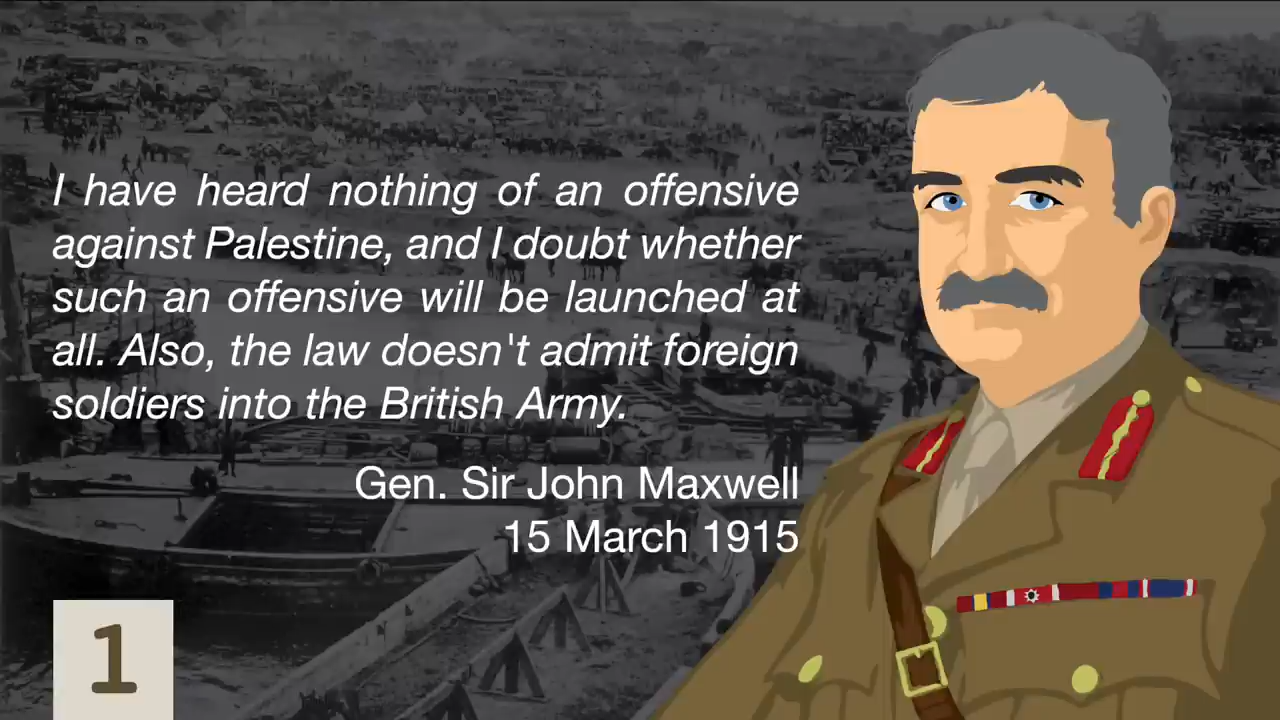 I have heard nothing of an offensive
against Palestine, and I doubt whether
such an offensive will be launched at
all. Also, the law doesn't admit foreign
soldiers into the British Army.
Gen. Sir John Maxwell
15 March 1915
1